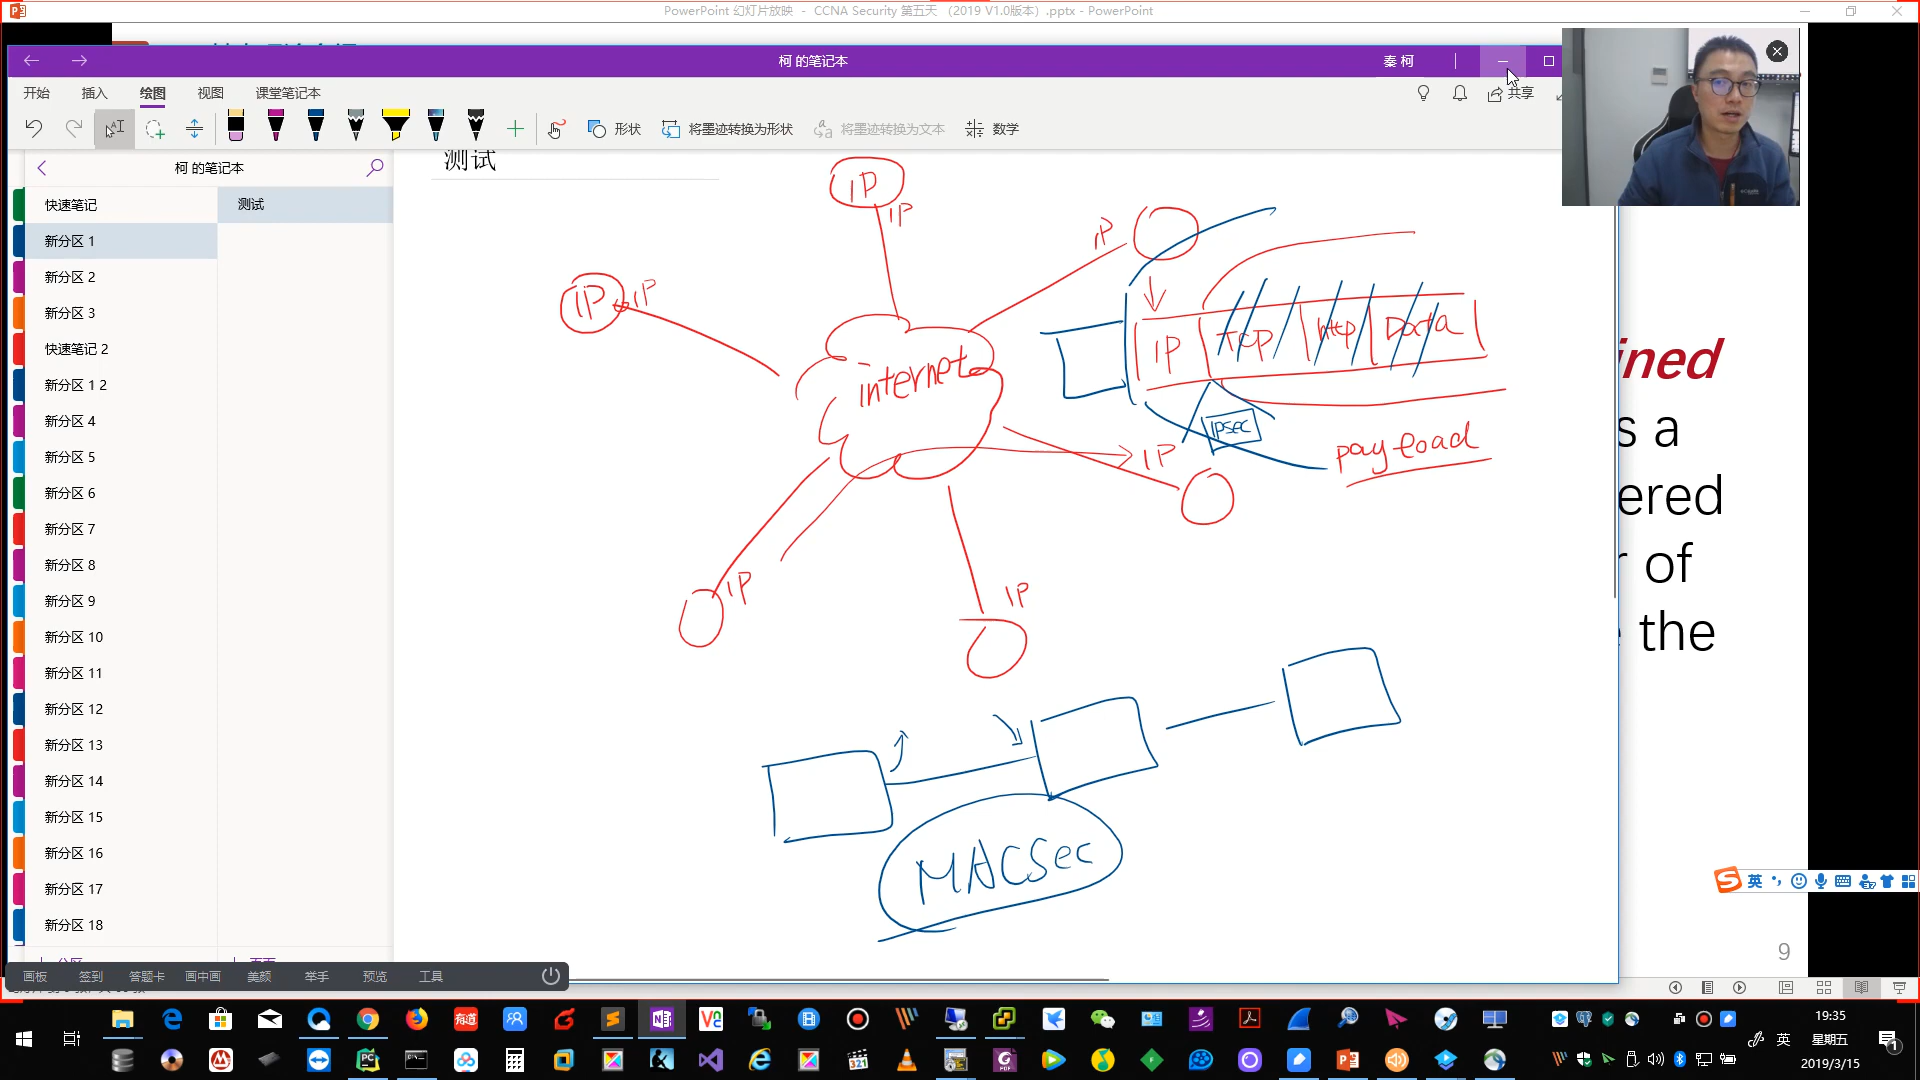 PowerPoint 幻灯片放映 - CCNA Security 第五天 （2019 V1.0版本）.pptx - PowerPoint
柯 的笔记本
秦 柯
开始 插入 绘图 视图 课堂笔记本
共享
形状 将墨迹转换为形状 将墨迹转换为文本 数学
柯 的笔记本
快速笔记
新分区 1
新分区 2
新分区 3
快速笔记 2
新分区 1 2
新分区 4
新分区 5
新分区 6
新分区 7
新分区 8
新分区 9
新分区 10
新分区 11
新分区 12
新分区 13
新分区 14
新分区 15
新分区 16
新分区 17
新分区 18
测试
测试
IP
IP
IP
IP
IP
internet
IP
TCP
http
Data
ipsec
payload
IP
IP
IP
MACSec
ined
s a
ered
r of
the
9
英
画板 签到 答题卡 画中画 美颜 举手 预览 工具
有道
19:35
英 星期五
2019/3/15